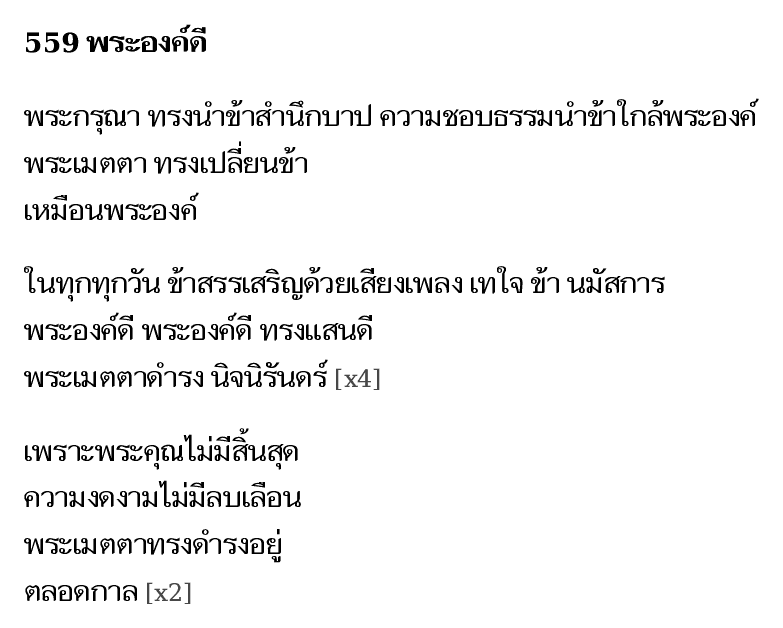 559 พระองค์ดี
พระกรุณา ทรงนำข้าสำนึกบาป ความชอบธรรมนำข้าใกล้พระองค์
พระเมตตา ทรงเปลี่ยนข้า
เหมือนพระองค์
ในทุกทุกวัน ข้าสรรเสริญด้วยเสียงเพลง เทใจ ข้า นมัสการ
พระองค์ดี พระองค์ดี ทรงแสนดี
พระเมตตาดำรง นิจนิรันดร์ [x4]
เพราะพระคุณไม่มีสิ้นสุด
ความงดงามไม่มีลบเลือน
พระเมตตาทรงดำรงอยู่
ตลอดกาล [x2]